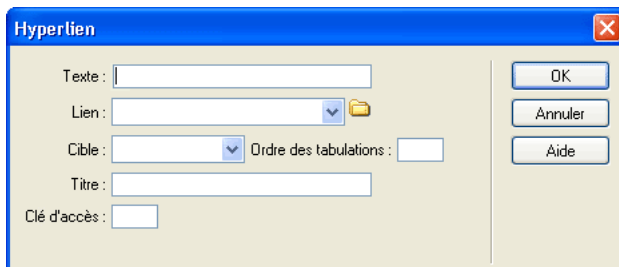 Hyperlien
Texte :
OK
Lien :
Annuler
Cible :
Ordre des tabulations :
Aide
Titre :
Clé d'accès :